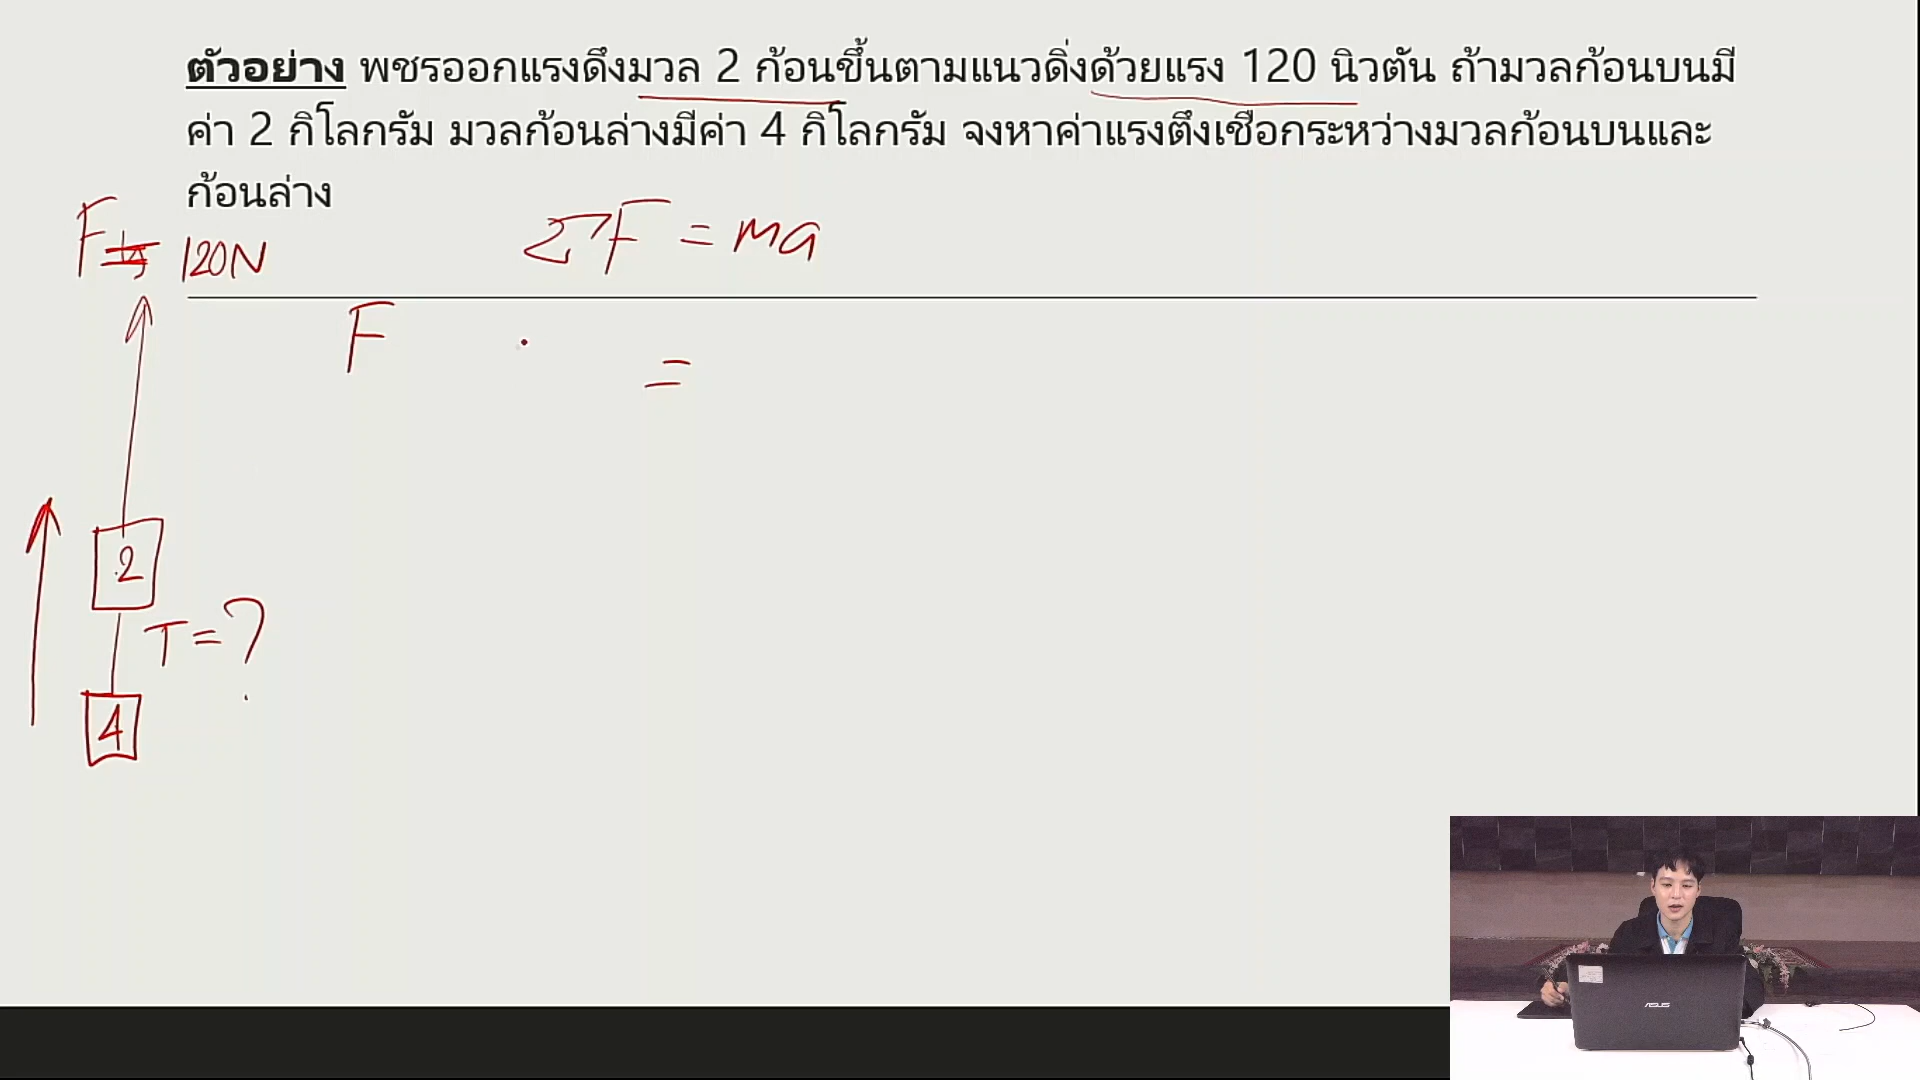 ตัวอย่าง พชรออกแรงดึงมวล 2 ก้อนขึ้นตามแนวดิ่งด้วยแรง 120 นิวตัน ถ้ามวลก้อนบนมี
ค่า 2 กิโลกรัม มวลก้อนล่างมีค่า 4 กิโลกรัม จงหาค่าแรงตึงเชือกระหว่างมวลก้อนบนและ
ก้อนล่าง
F = 120N
ΣF = ma
F =
2
T = ?
4
ASUS